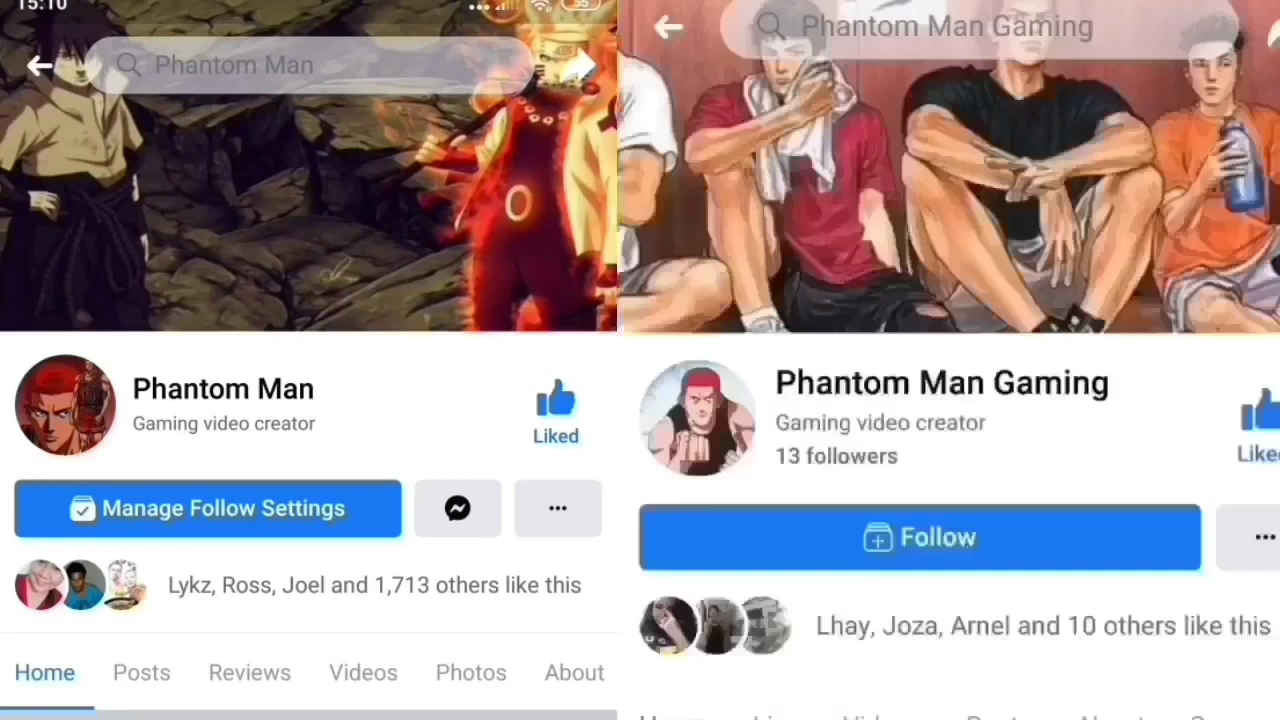 15:10
55
Phantom Man
Phantom Man
Gaming video creator
Liked
Manage Follow Settings
Lykz, Ross, Joel and 1,713 others like this
Home Posts Reviews Videos Photos About
Phantom Man Gaming
Phantom Man Gaming
Gaming video creator
13 followers
Like
Follow
Lhay, Joza, Arnel and 10 others like this